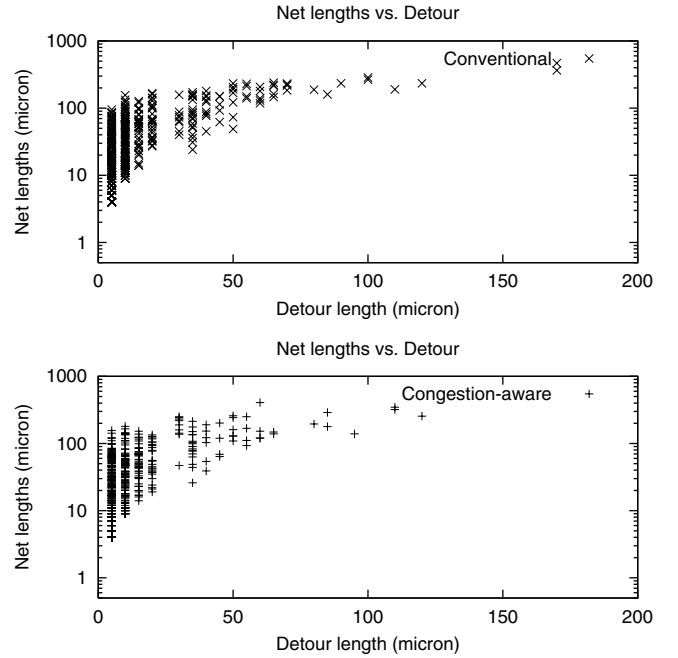 Net lengths vs. Detour
1000
Conventional
100
10
1
Net lengths (micron)
0 50 100 150 200
Detour length (micron)
Net lengths vs. Detour
1000
Congestion-aware
100
10
1
Net lengths (micron)
0 50 100 150 200
Detour length (micron)